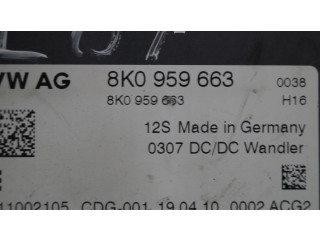 VW AG 8K0 959 663 0038
8K0 959 663 H16
12S Made in Germany
0307 DC/DC Wandler
11002105 CDG-001 19.04.10 0002 ACG2